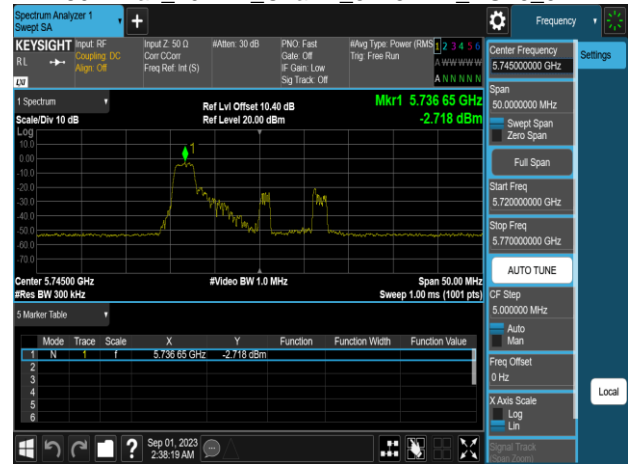 Spectrum Analyzer 1
Swept SA
Frequency
KEYSIGHT
RL
LXI
Input: RF
Coupling: DC
Align: Off
Input Z: 50 Ω
Corr CCorr
Freq Ref: Int (S)
#Atten: 30 dB
PNO: Fast
Gate: Off
IF Gain: Low
Sig Track: Off
#Avg Type: Power (RMS
Trig: Free Run
1 2 3 4 5 6
A W W W W W
A N N N N N
Center Frequency
5.745000000 GHz
Settings
Span
50.0000000 MHz
Swept Span
Zero Span
Full Span
Start Freq
5.720000000 GHz
Stop Freq
5.770000000 GHz
AUTO TUNE
CF Step
5.000000 MHz
Auto
Man
Freq Offset
0 Hz
X Axis Scale
Log
Lin
Signal Track
(Span Zoom)
Local
1 Spectrum
Scale/Div 10 dB
Ref Lvl Offset 10.40 dB
Ref Level 20.00 dBm
Mkr1 5.736 65 GHz
-2.718 dBm
Log
10.0
0.00
-10.0
-20.0
-30.0
-40.0
-50.0
-60.0
-70.0
1
Center 5.74500 GHz
#Res BW 300 kHz
#Video BW 1.0 MHz
Span 50.00 MHz
Sweep 1.00 ms (1001 pts)
5 Marker Table
Mode Trace Scale X Y Function Function Width Function Value
1 N 1 f 5.736 65 GHz -2.718 dBm
2
3
4
5
6
Sep 01, 2023
2:38:19 AM